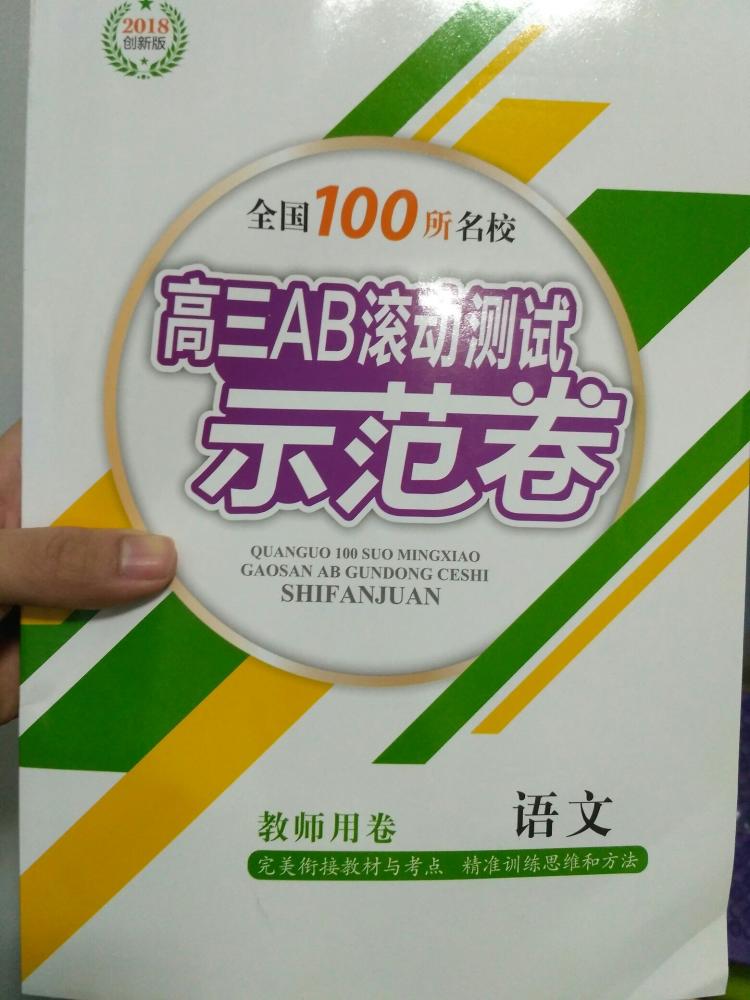 2018
创新版
全国100所名校
高三AB滚动测试
示范卷
QUANGUO 100 SUO MINGXIAO
GAOSAN AB GUNDONG CESHI
SHIFANJUAN
教师用卷 语文
完美衔接教材与考点 精准训练思维和方法